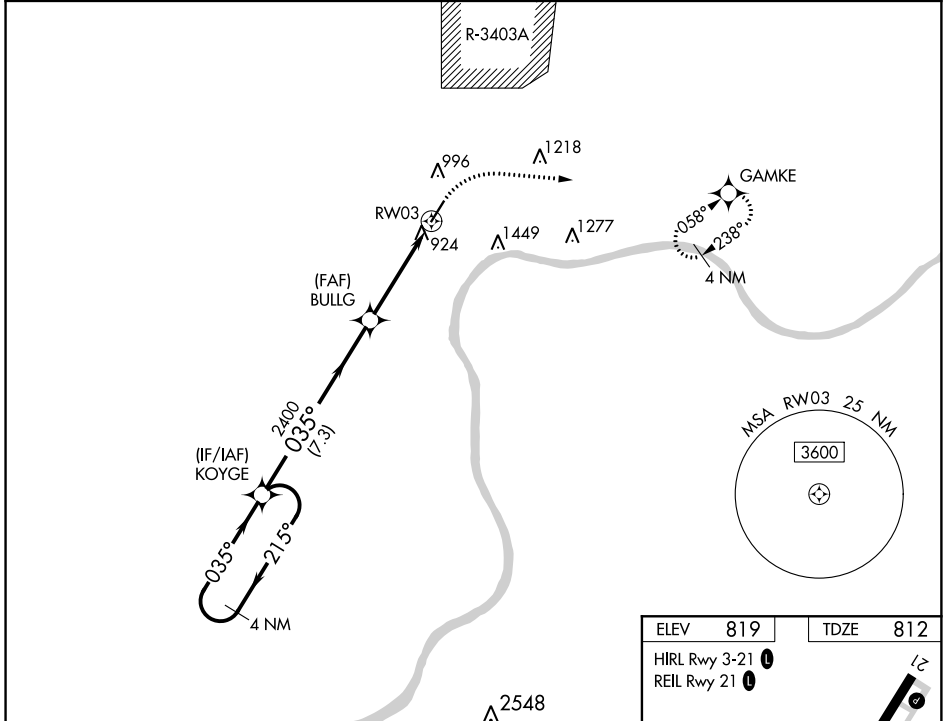 R-3403A
996
1218
GAMKE
RW03
058°
238°
924
1449
1277
4 NM
(FAF)
BULLG
2400
035°
(7.3)
MSA RW03 25 NM
3600
(IF/IAF)
KOYGE
035°
215°
4 NM
ELEV 819
TDZE 812
HIRL Rwy 3-21 L
REIL Rwy 21 L
21
P
2548